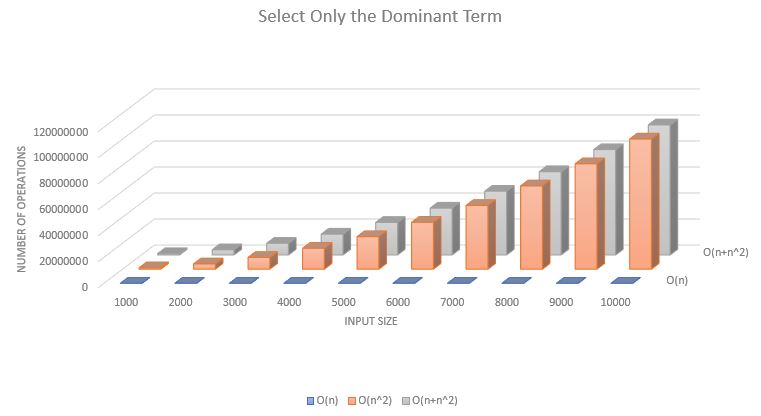 Select Only the Dominant Term
120000000
100000000
80000000
60000000
40000000
20000000
0
NUMBER OF OPERATIONS
1000 2000 3000 4000 5000 6000 7000 8000 9000 10000
INPUT SIZE
O(n+n^2)
O(n)
O(n) O(n^2) O(n+n^2)